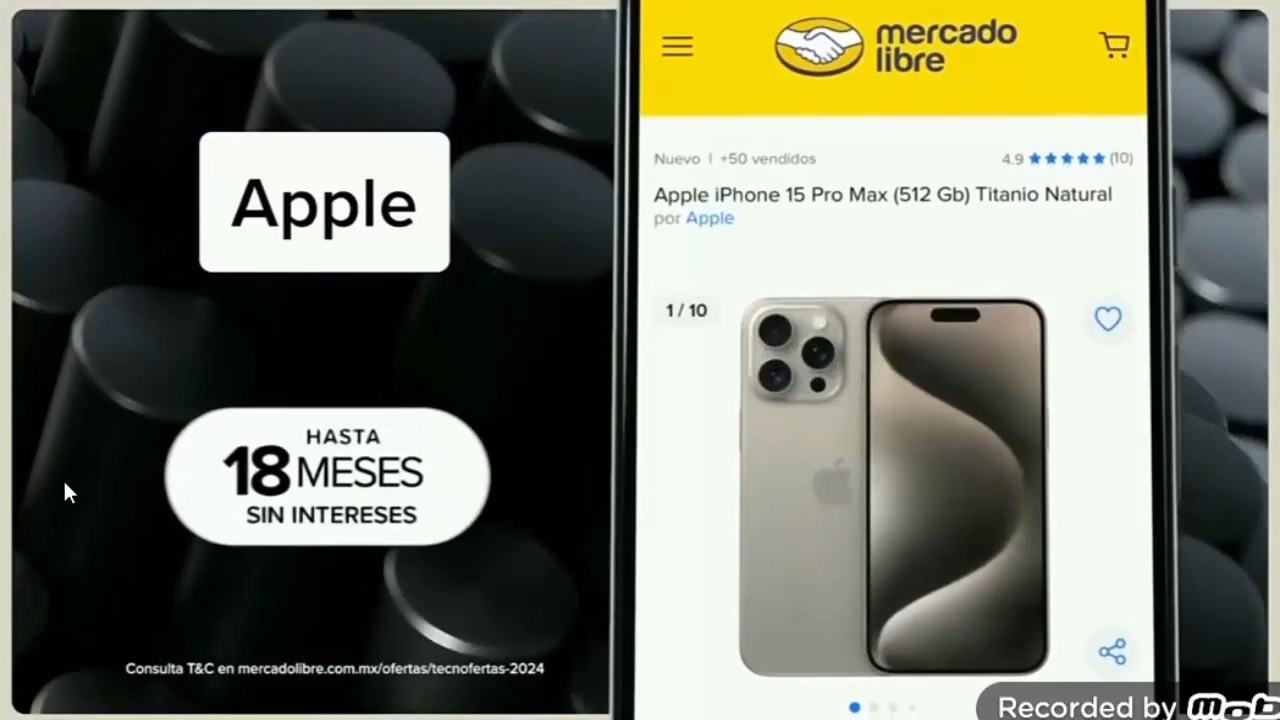 Apple
HASTA
18 MESES
SIN INTERESES
Consulta T&C en mercadolibre.com.mx/ofertas/tecnofertas-2024
mercado
libre
Nuevo | +50 vendidos
4.9 ★★★★★ (10)
Apple iPhone 15 Pro Max (512 Gb) Titanio Natural
por Apple
1 / 10
Recorded by